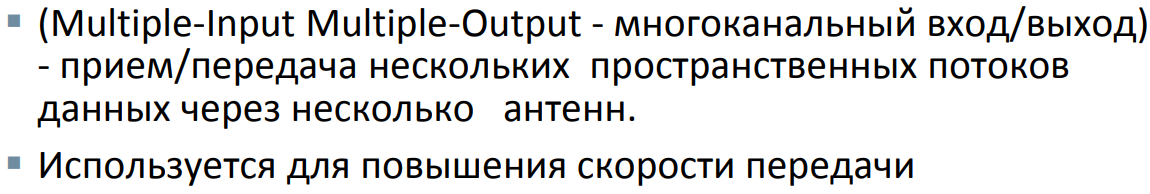 ▪ (Multiple-Input Multiple-Output - многоканальный вход/выход)
- прием/передача нескольких  пространственных потоков
данных через несколько   антенн.
▪ Используется для повышения скорости передачи